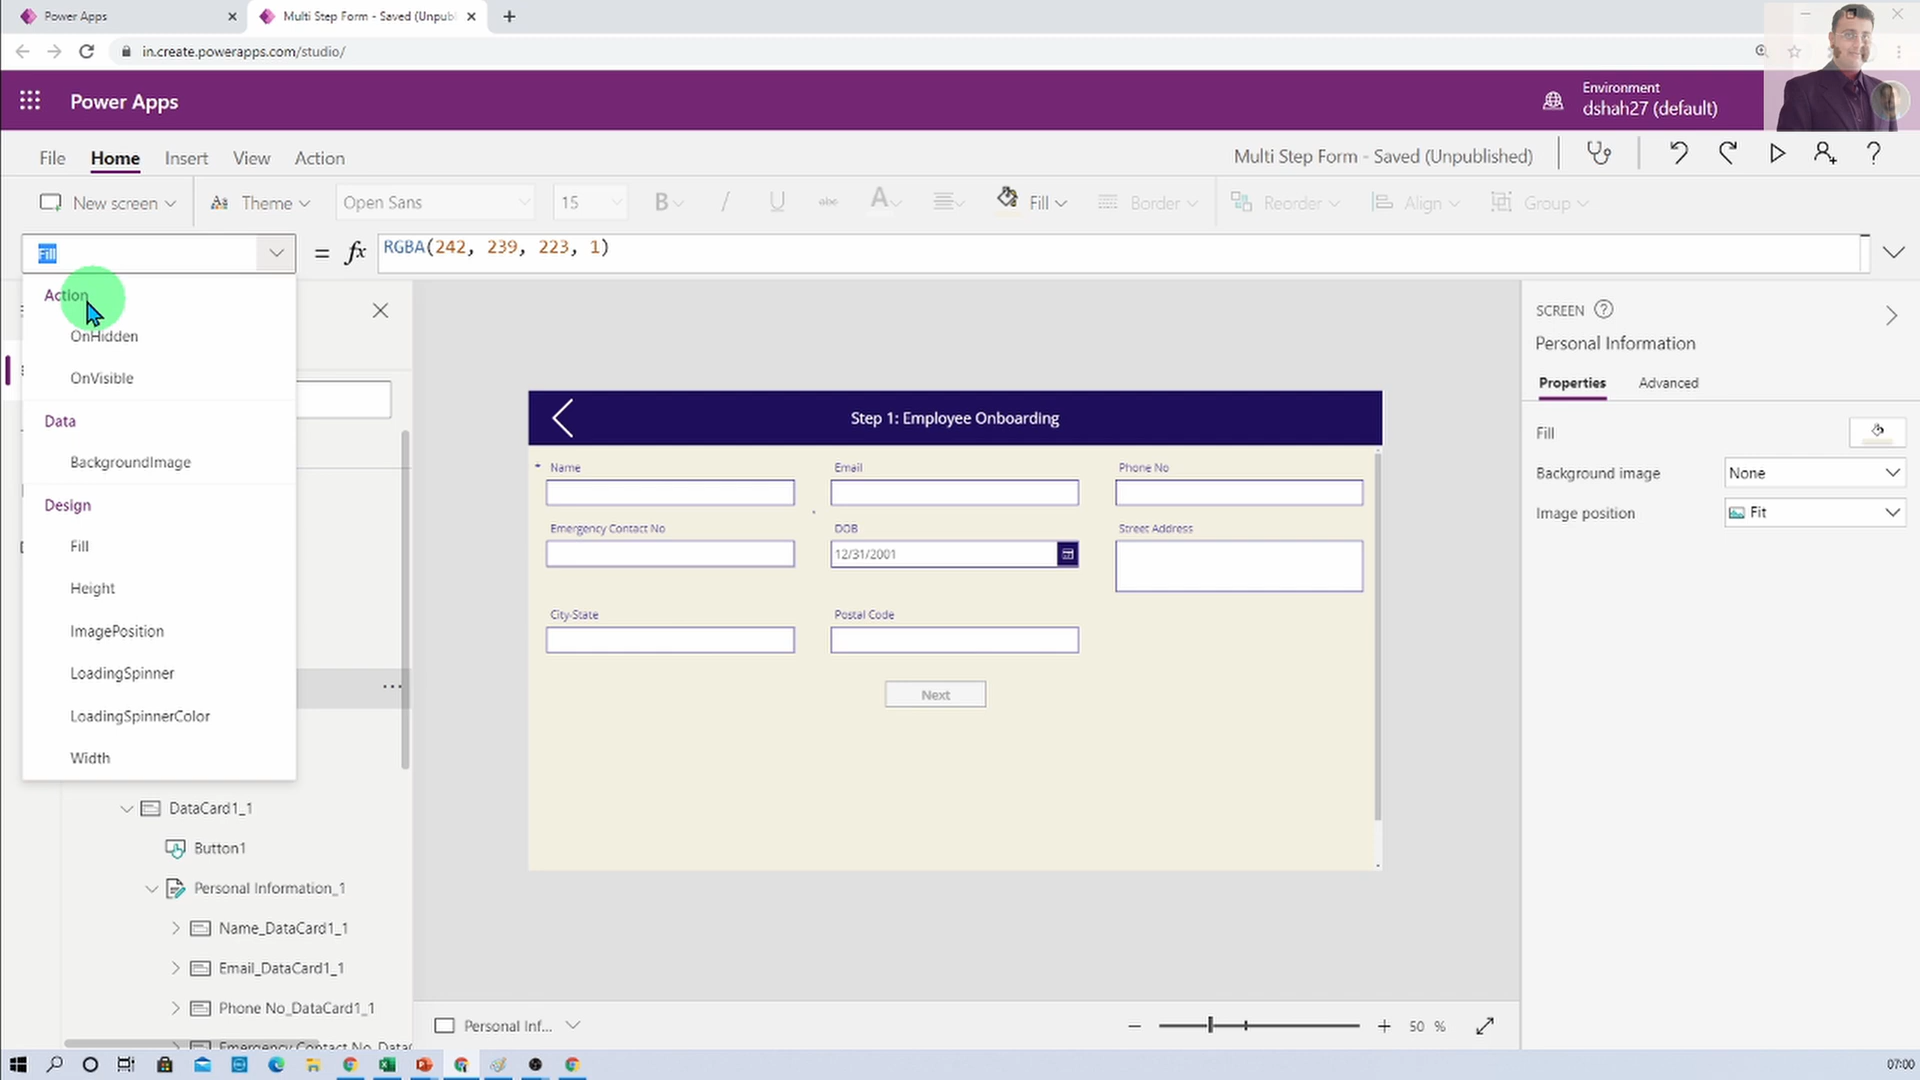 Power Apps
Multi Step Form - Saved (Unpubl
in.create.powerapps.com/studio/
Power Apps
Environment
dshah27 (default)
File
Home
Insert
View
Action
Multi Step Form - Saved (Unpublished)
New screen
Theme
Open Sans
15
B
I
U
abc
A
Fill
Border
Reorder
Align
Group
Fill
= fx
RGBA(242, 239, 223, 1)
Action
OnHidden
OnVisible
Data
BackgroundImage
Design
Fill
Height
ImagePosition
LoadingSpinner
LoadingSpinnerColor
Width
DataCard1_1
Button1
Personal Information_1
Name_DataCard1_1
Email_DataCard1_1
Phone No_DataCard1_1
Step 1: Employee Onboarding
* Name
Email
Phone No
Emergency Contact No
DOB
Street Address
12/31/2001
City-State
Postal Code
Next
SCREEN
Personal Information
Properties
Advanced
Fill
Background image
None
Image position
Fit
Personal Inf...
50 %
07:00